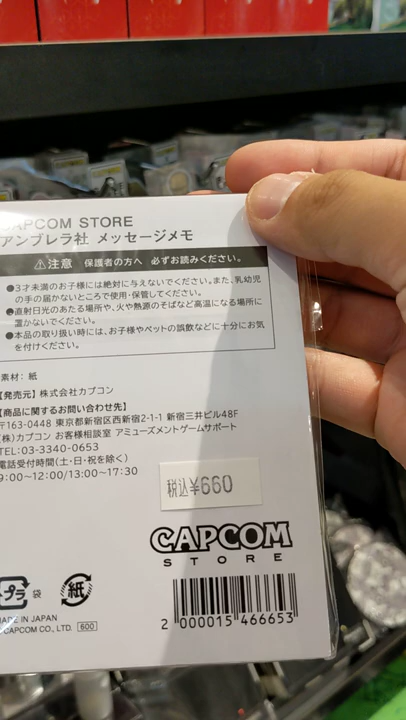 CAPCOM STORE
アンブレラ社 メッセージメモ
⚠注意 保護者の方へ 必ずお読みください。
●3才未満のお子様には絶対に与えないでください。また、乳幼児
の手の届かないところで使用・保管してください。
●直射日光のあたる場所や、火や熱源のそばなど高温になる場所に
置かないでください。
●本品の取り扱い時には、お子様やペットの誤飲などに十分にお気
を付けください。
素材：紙
【発売元】株式会社カプコン
【商品に関するお問い合わせ先】
〒163-0448 東京都新宿区西新宿2-1-1 新宿三井ビル48F
(株)カプコン お客様相談室 アミューズメントゲームサポート
TEL:03-3340-0653
電話受付時間(土・日・祝を除く)
9:00~12:00/13:00~17:30
税込¥660
CAPCOM
STORE
プラ 袋 紙
MADE IN JAPAN
©CAPCOM CO., LTD. 600
2 000015 466653